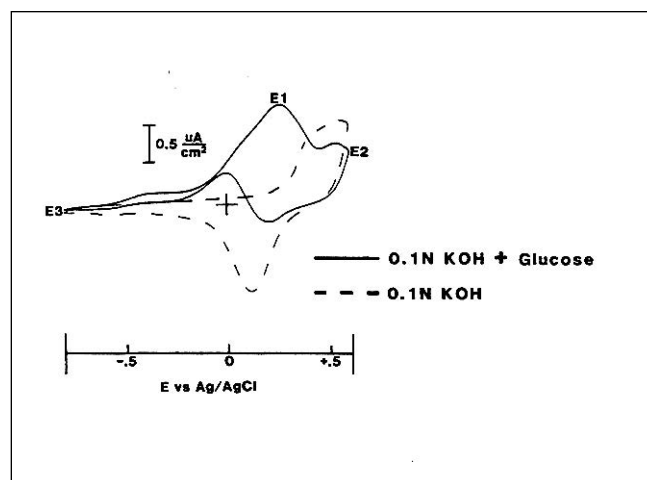 E1
0.5 uA
cm²
E2
E3
0.1N KOH + Glucose
0.1N KOH
-.5 0 +.5
E vs Ag/AgCl